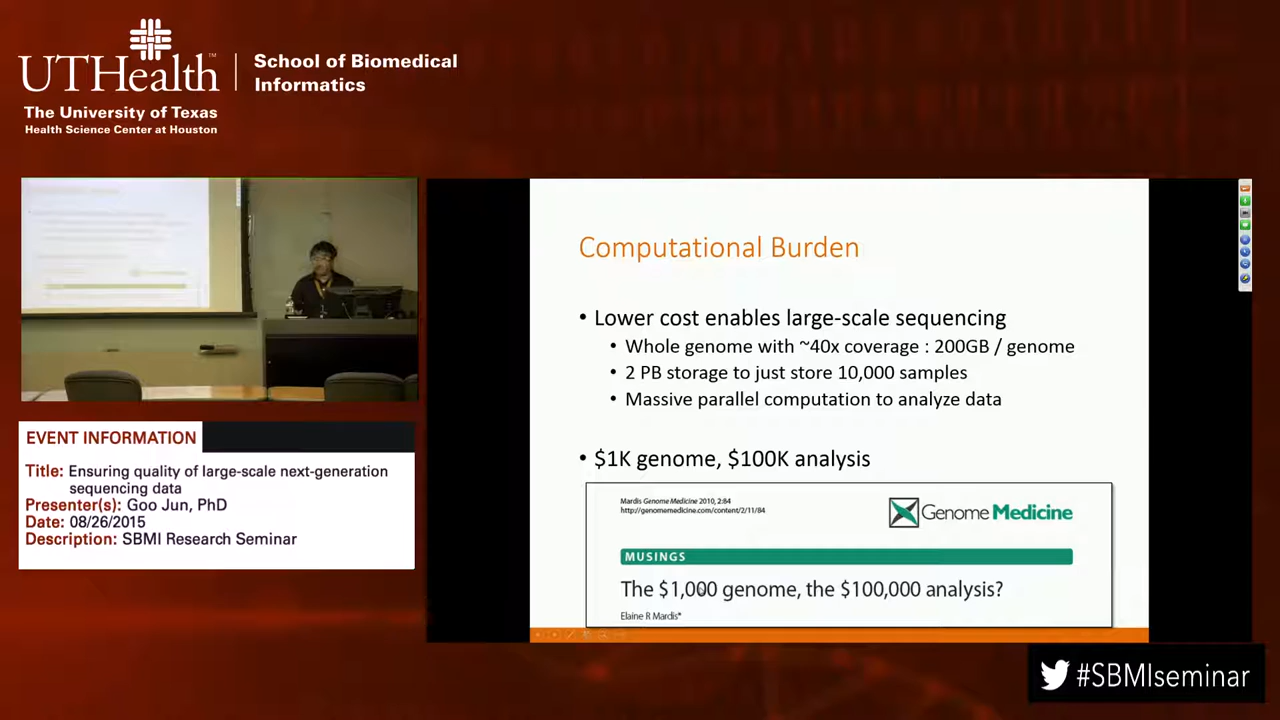 UTHealth™
School of Biomedical
Informatics
The University of Texas
Health Science Center at Houston
EVENT INFORMATION
Title: Ensuring quality of large-scale next-generation
sequencing data
Presenter(s): Goo Jun, PhD
Date: 08/26/2015
Description: SBMI Research Seminar
Computational Burden
• Lower cost enables large-scale sequencing
• Whole genome with ~40x coverage : 200GB / genome
• 2 PB storage to just store 10,000 samples
• Massive parallel computation to analyze data
• $1K genome, $100K analysis
Mardis Genome Medicine 2010, 2:84
http://genomemedicine.com/content/2/11/84
Genome Medicine
MUSINGS
The $1,000 genome, the $100,000 analysis?
Elaine R Mardis*
#SBMIseminar